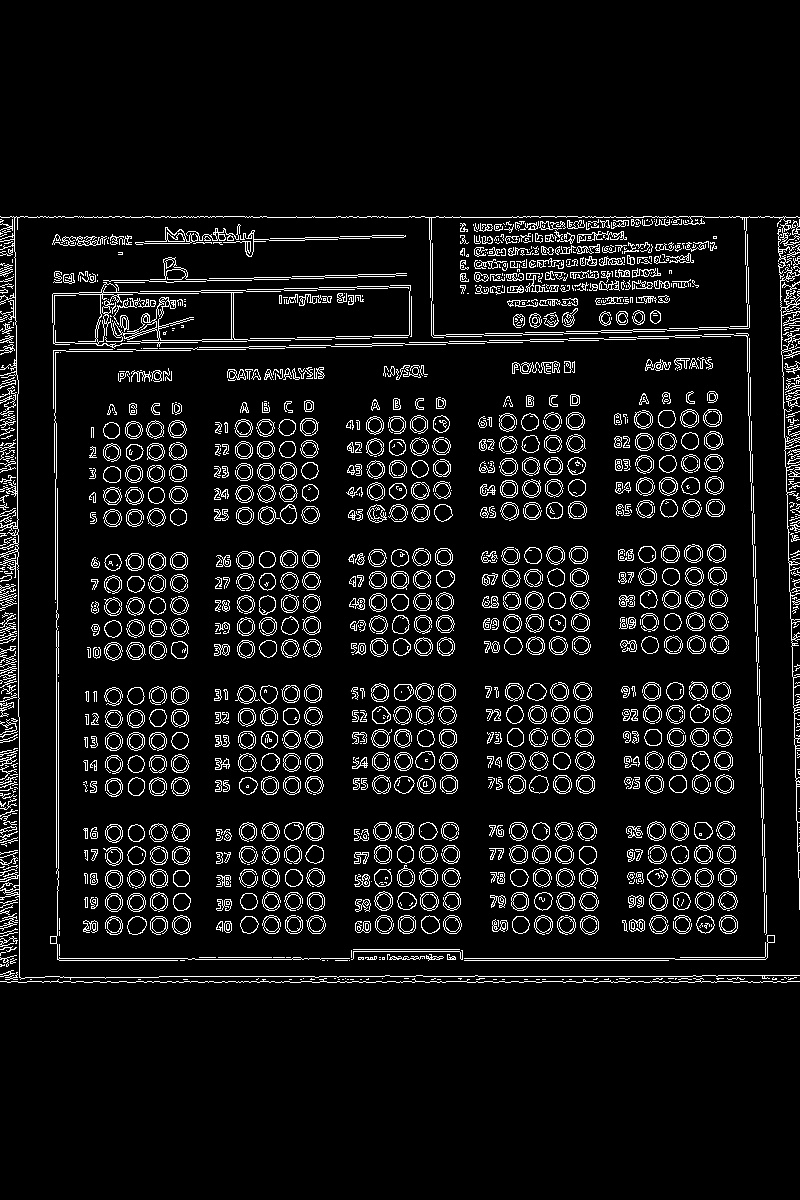 Assessment: Monthly
Set No. B
Candidate Sign: Invigilator Sign:
2. Use only blue/black ball point pen to
3. Use of pencil is strictly prohibited.
4. Circles should be darkened completely and properly.
5. Cutting and erasing on this sheet is not allowed.
6. Do not use any stray marks on the sheet.
7. Do not use marker or white fluid to hide the mark.
WRONG METHODS CORRECT METHOD
PYTHON DATA ANALYSIS MySQL POWER BI Adv STATS
A B C D A B C D A B C D A B C D A B C D
1 21 41 61 81
2 22 42 62 82
3 23 43 63 83
4 24 44 64 84
5 25 45 65 85
6 26 46 66 86
7 27 47 67 87
8 28 48 68 88
9 29 49 69 89
10 30 50 70 90
11 31 51 71 91
12 32 52 72 92
13 33 53 73 93
14 34 54 74 94
15 35 55 75 95
16 36 56 76 96
17 37 57 77 97
18 38 58 78 98
19 39 59 79 99
20 40 60 80 100